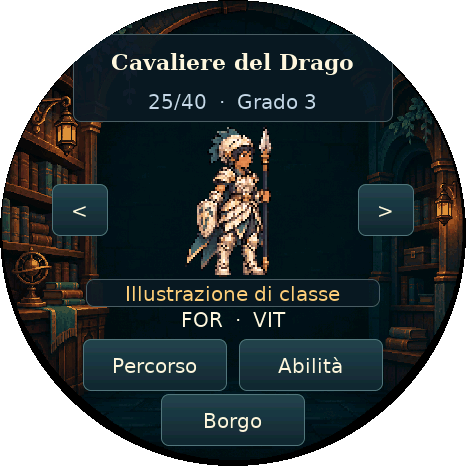 Cavaliere del Drago
25/40 · Grado 3
< >
Illustrazione di classe
FOR · VIT
Percorso Abilità
Borgo